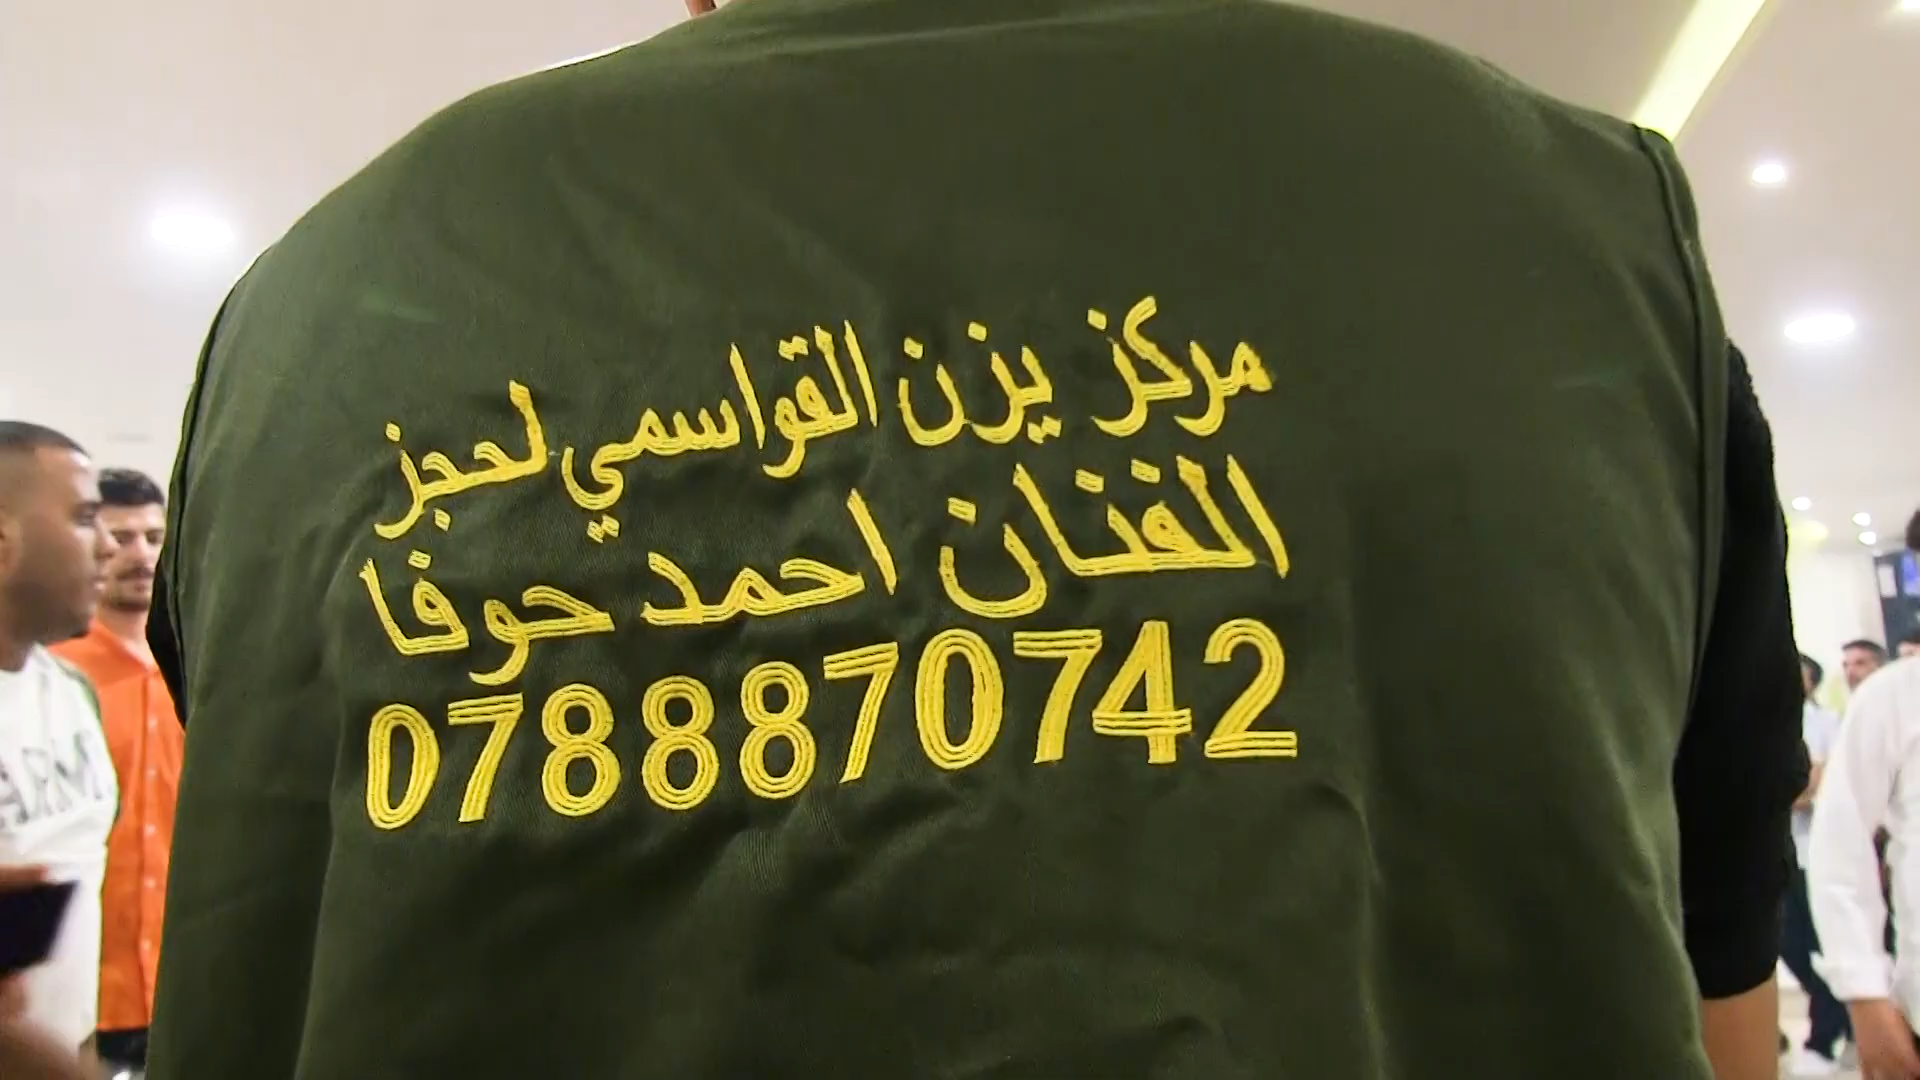 مركز يزن القواسمي لحجز
الفنان احمد حوفا
0788870742